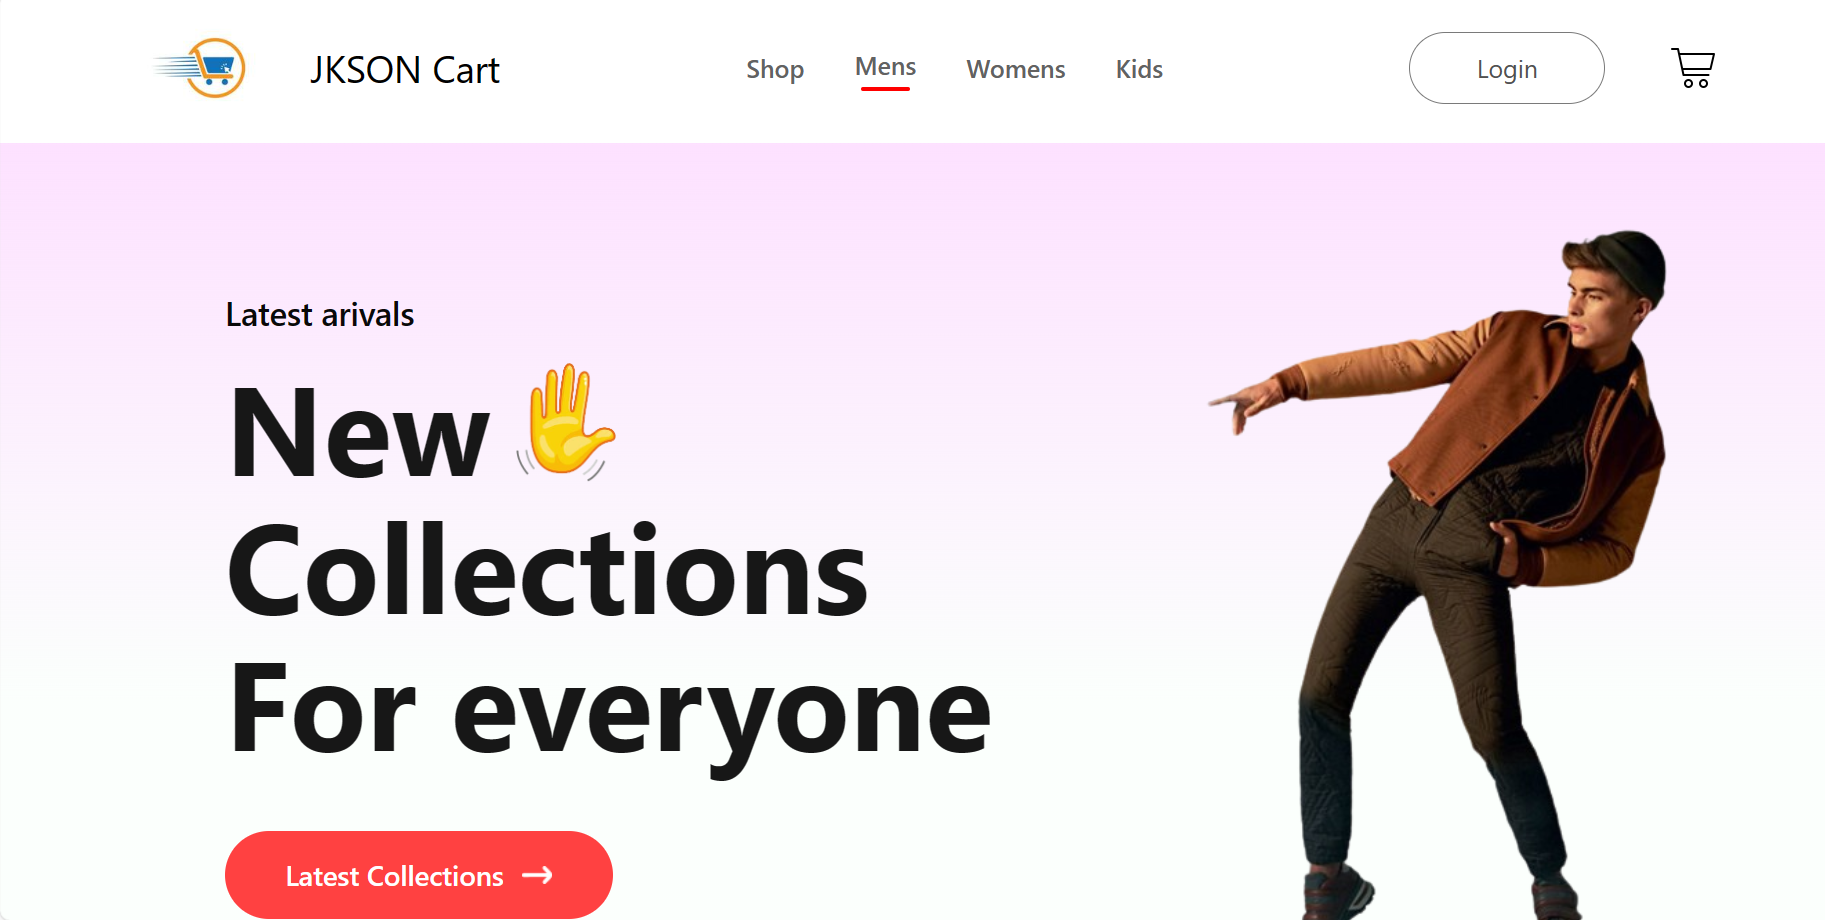 JKSON Cart
Shop Mens Womens Kids
Login
Latest arivals
New
Collections
For everyone
Latest Collections